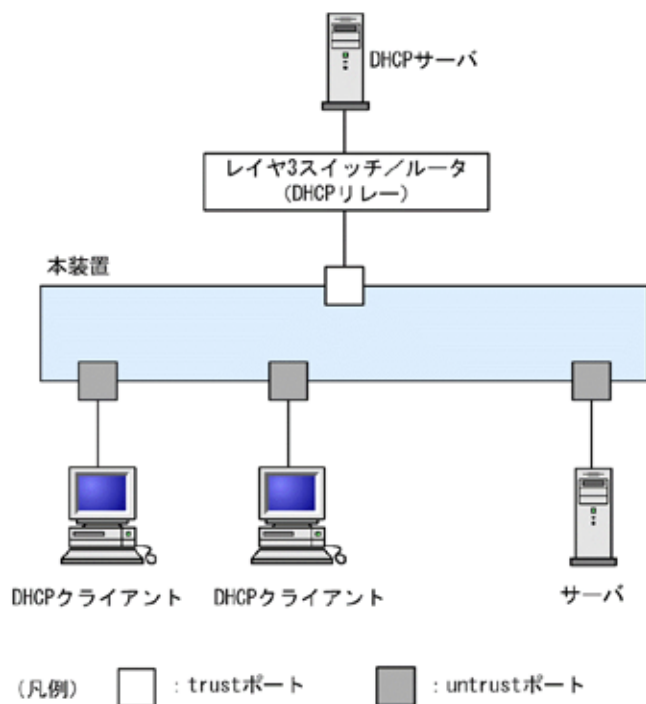 DHCPサーバ
レイヤ3スイッチ／ルータ
(DHCPリレー)
本装置
DHCPクライアント
DHCPクライアント
サーバ
(凡例)
：trustポート
：untrustポート